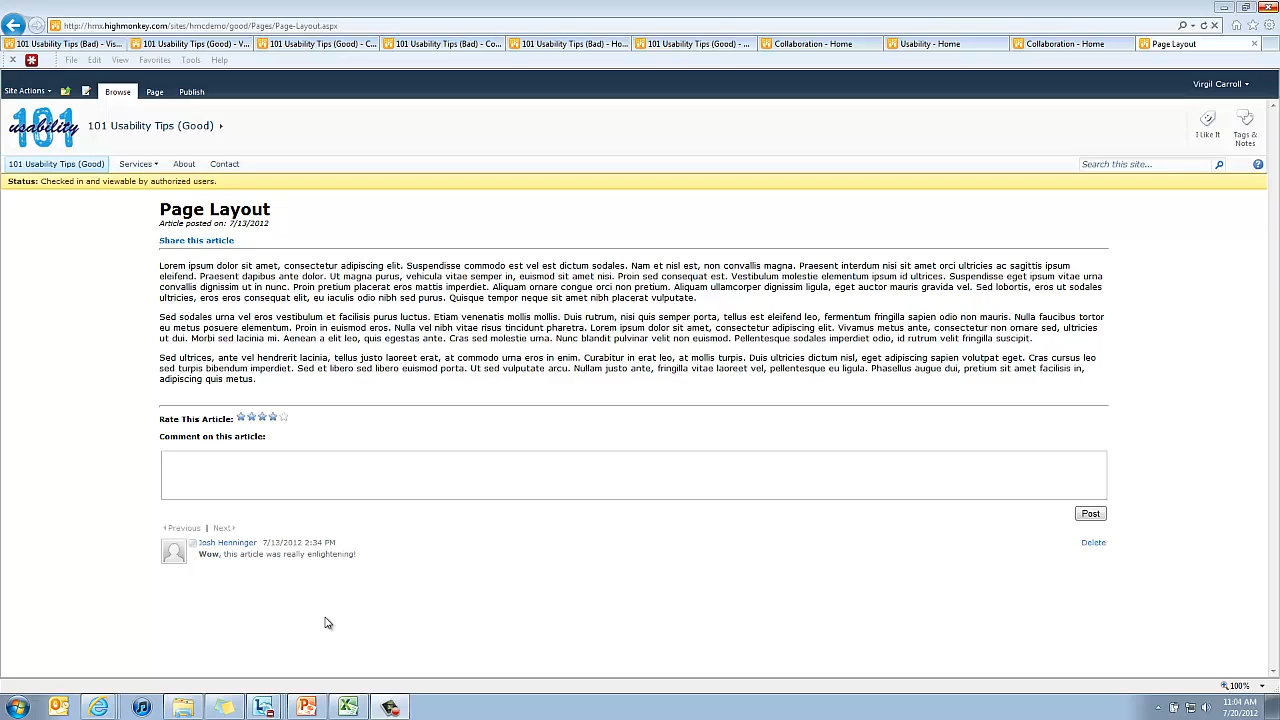 http://hmx.highmonkey.com/sites/hmcdemo/good/Pages/Page-Layout.aspx
101 Usability Tips (Bad) - Vis...
101 Usability Tips (Good) - V...
101 Usability Tips (Good) - C...
101 Usability Tips (Bad) - Co...
101 Usability Tips (Bad) - Ho...
101 Usability Tips (Good) - ...
Collaboration - Home
Usability - Home
Collaboration - Home
Page Layout
File Edit View Favorites Tools Help
Site Actions
Browse
Page
Publish
Virgil Carroll
101
usability
101 Usability Tips (Good)
I Like It
Tags & Notes
101 Usability Tips (Good)
Services
About
Contact
Search this site...
Status: Checked in and viewable by authorized users.
Page Layout
Article posted on: 7/13/2012
Share this article
Lorem ipsum dolor sit amet, consectetur adipiscing elit. Suspendisse commodo est vel est dictum sodales. Nam et nisl est, non convallis magna. Praesent interdum nisi sit amet orci ultricies ac sagittis ipsum
eleifend. Praesent dapibus ante dolor. Ut magna purus, vehicula vitae semper in, euismod sit amet nisi. Proin sed consequat est. Vestibulum molestie elementum ipsum id ultrices. Suspendisse eget ipsum vitae urna
convallis dignissim ut in nunc. Proin pretium placerat eros mattis imperdiet. Aliquam ornare congue orci non pretium. Aliquam ullamcorper dignissim ligula, eget auctor mauris gravida vel. Sed lobortis, eros ut sodales
ultricies, eros eros consequat elit, eu iaculis odio nibh sed purus. Quisque tempor neque sit amet nibh placerat vulputate.
Sed sodales urna vel eros vestibulum et facilisis purus luctus. Etiam venenatis mollis mollis. Duis rutrum, nisi quis semper porta, tellus est eleifend leo, fermentum fringilla sapien odio non mauris. Nulla faucibus tortor
eu metus posuere elementum. Proin in euismod eros. Nulla vel nibh vitae risus tincidunt pharetra. Lorem ipsum dolor sit amet, consectetur adipiscing elit. Vivamus metus ante, consectetur non ornare sed, ultricies
ut dui. Morbi sed lacinia mi. Aenean a elit leo, quis egestas ante. Cras sed molestie urna. Nunc blandit pulvinar velit non euismod. Pellentesque sodales imperdiet odio, id rutrum velit fringilla suscipit.
Sed ultrices, ante vel hendrerit lacinia, tellus justo laoreet erat, at commodo urna eros in enim. Curabitur in erat leo, at mollis turpis. Duis ultricies dictum nisl, eget adipiscing sapien volutpat eget. Cras cursus leo
sed turpis bibendum imperdiet. Sed et libero sed libero euismod porta. Ut sed vulputate arcu. Nullam justo ante, fringilla vitae laoreet vel, pellentesque eu ligula. Phasellus augue dui, pretium sit amet facilisis in,
adipiscing quis metus.
Rate This Article:
Comment on this article:
Post
Previous | Next
Josh Henninger 7/13/2012 2:34 PM
Delete
Wow, this article was really enlightening!
100%
11:04 AM
7/20/2012